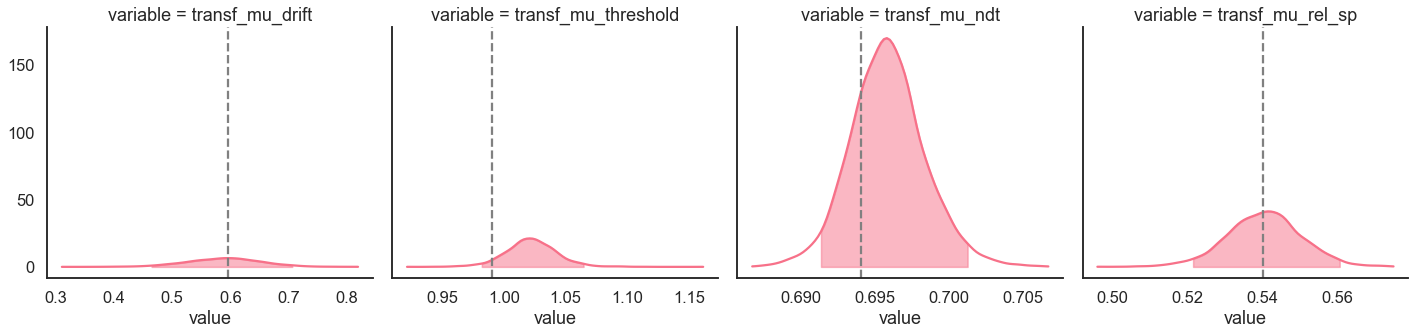 variable = transf_mu_drift
variable = transf_mu_threshold
variable = transf_mu_ndt
variable = transf_mu_rel_sp
150
100
50
0
0.3 0.4 0.5 0.6 0.7 0.8
0.95 1.00 1.05 1.10 1.15
0.690 0.695 0.700 0.705
0.50 0.52 0.54 0.56
value
value
value
value